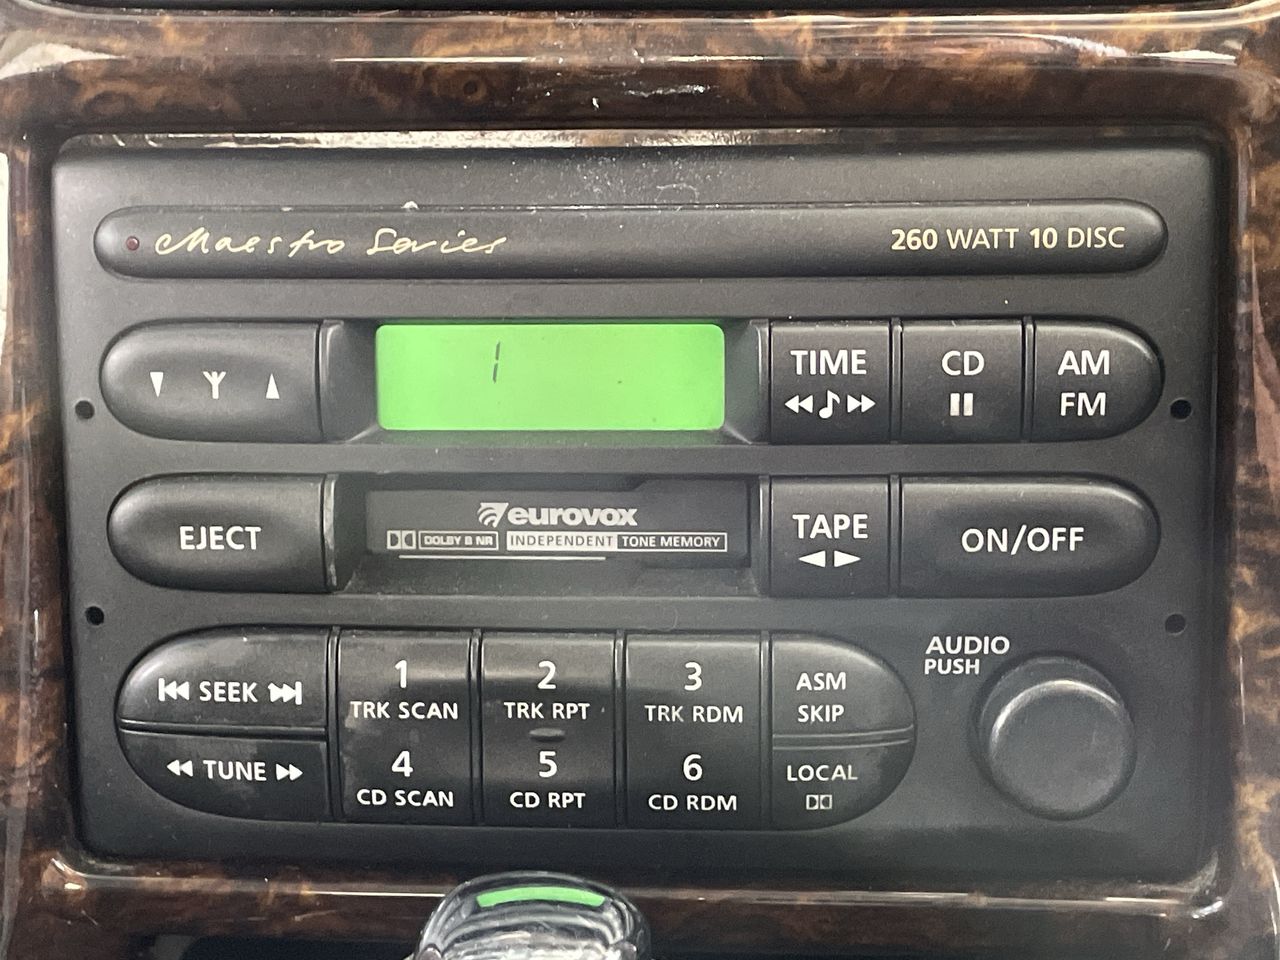 Maestro Series
260 WATT 10 DISC
1
TIME
CD
AM
FM
EJECT
eurovox
DOLBY B NR INDEPENDENT TONE MEMORY
TAPE
ON/OFF
SEEK
1
TRK SCAN
2
TRK RPT
3
TRK RDM
ASM
SKIP
AUDIO
PUSH
TUNE
4
CD SCAN
5
CD RPT
6
CD RDM
LOCAL